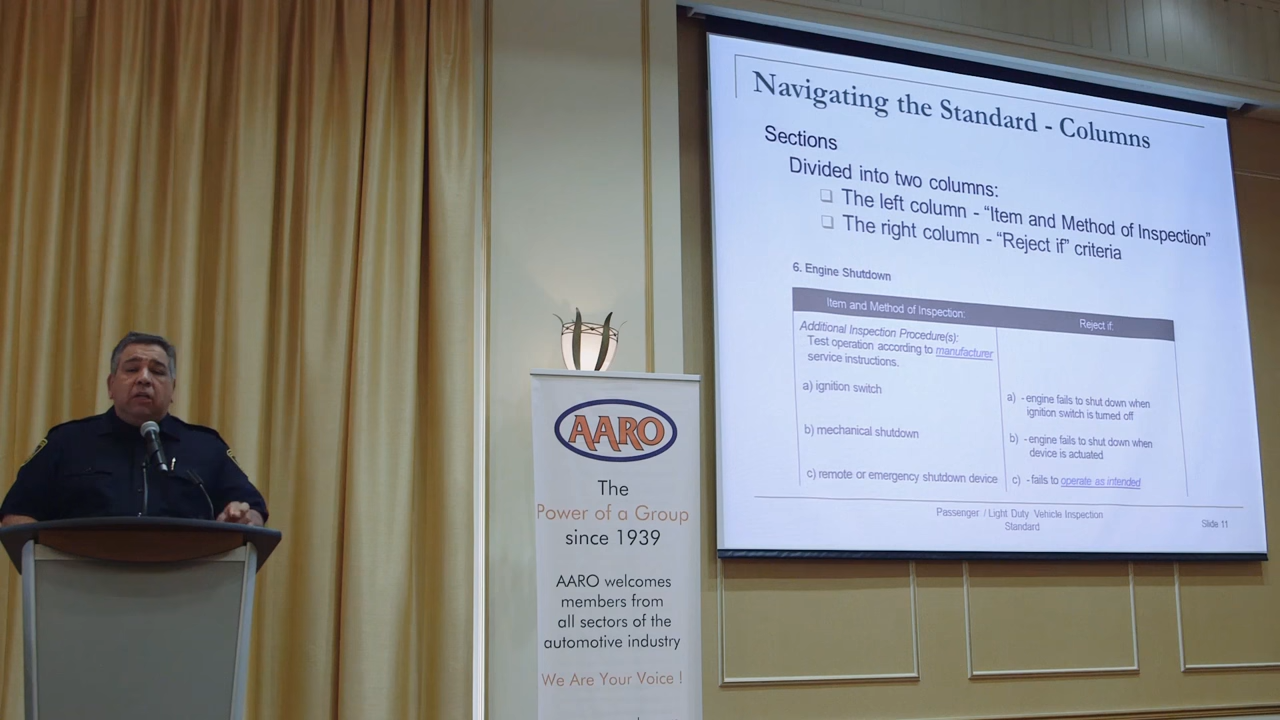 Navigating the Standard - Columns
Sections
Divided into two columns:
❑ The left column - “Item and Method of Inspection”
❑ The right column - “Reject if” criteria
6. Engine Shutdown
Item and Method of Inspection:
Reject if:
Additional Inspection Procedure(s):
Test operation according to manufacturer
service instructions.
a) ignition switch
a) - engine fails to shut down when
ignition switch is turned off
b) mechanical shutdown
b) - engine fails to shut down when
device is actuated
c) remote or emergency shutdown device
c) - fails to operate as intended
Passenger / Light Duty Vehicle Inspection
Standard
Slide 11
AARO
The
Power of a Group
since 1939
AARO welcomes
members from
all sectors of the
automotive industry
We Are Your Voice !